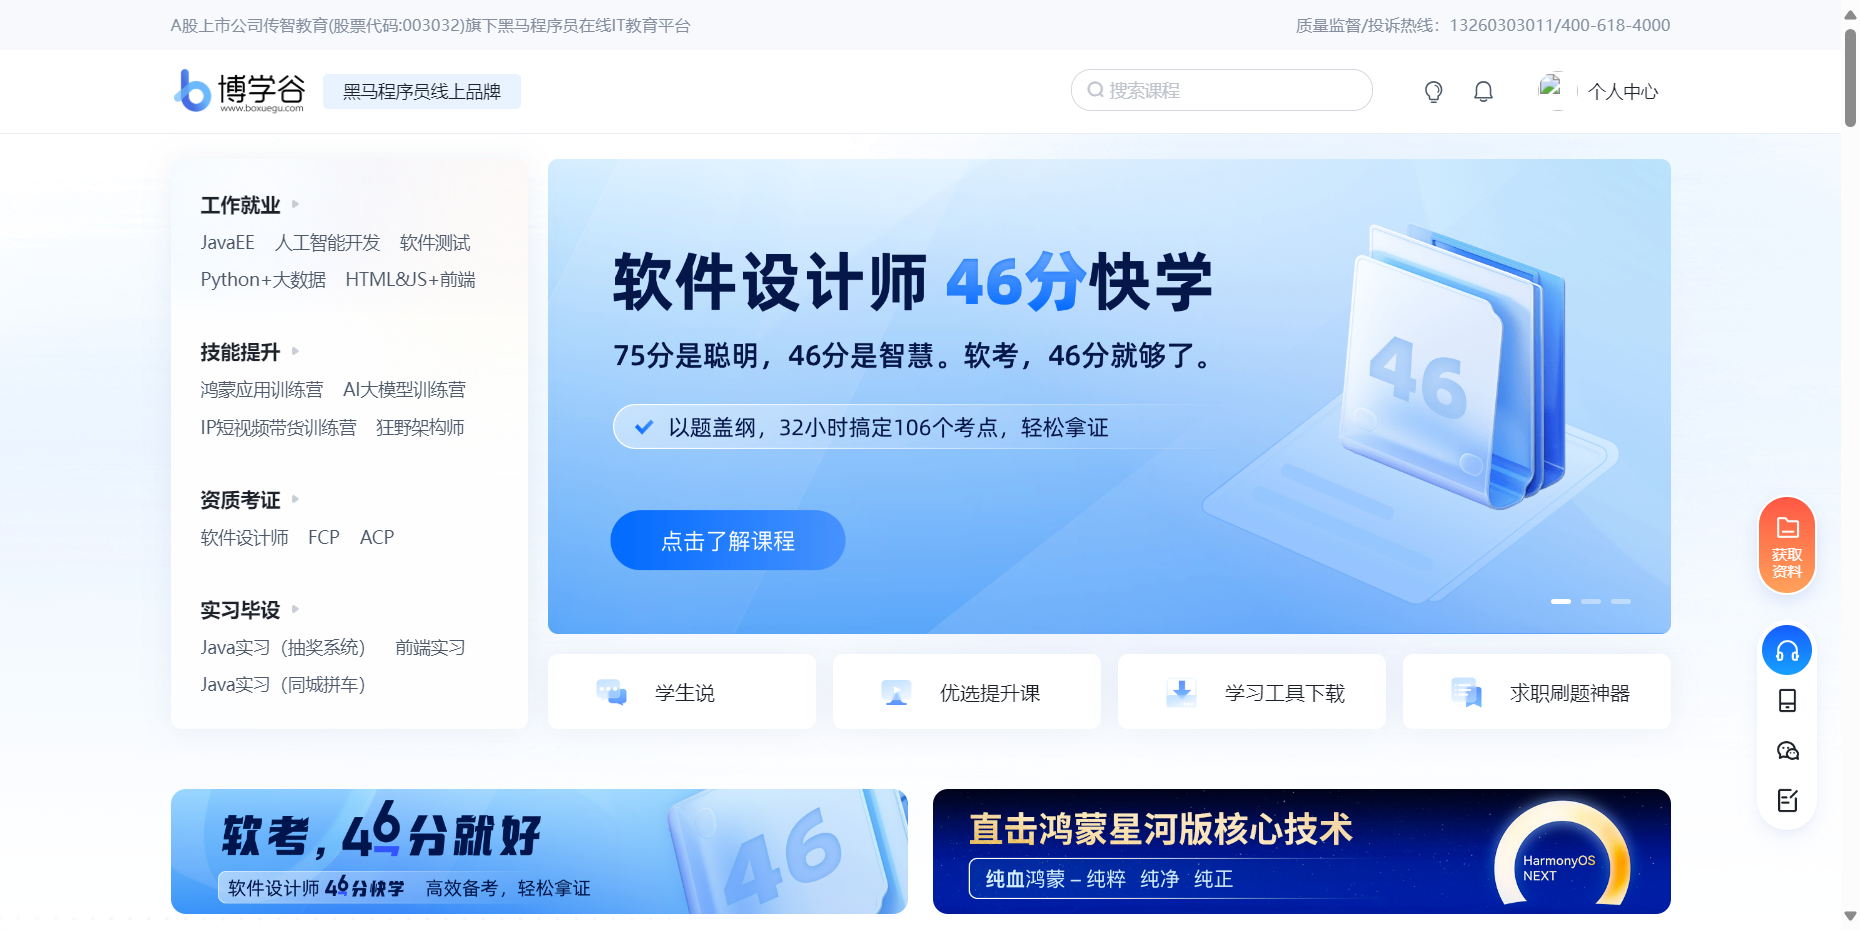 A股上市公司传智教育(股票代码:003032)旗下黑马程序员在线IT教育平台
质量监督/投诉热线：13260303011/400-618-4000
博学谷
www.boxuegu.com
黑马程序员线上品牌
搜索课程
个人中心
工作就业
JavaEE 人工智能开发 软件测试
Python+大数据 HTML&JS+前端
技能提升
鸿蒙应用训练营 AI大模型训练营
IP短视频带货训练营 狂野架构师
资质考证
软件设计师 FCP ACP
实习毕设
Java实习（抽奖系统） 前端实习
Java实习（同城拼车）
软件设计师 46分快学
75分是聪明，46分是智慧。软考，46分就够了。
以题盖纲，32小时搞定106个考点，轻松拿证
点击了解课程
46
学生说
优选提升课
学习工具下载
求职刷题神器
获取
资料
软考，46分就好
软件设计师 46分快学 高效备考，轻松拿证
46
直击鸿蒙星河版核心技术
纯血鸿蒙 – 纯粹 纯净 纯正
HarmonyOS
NEXT